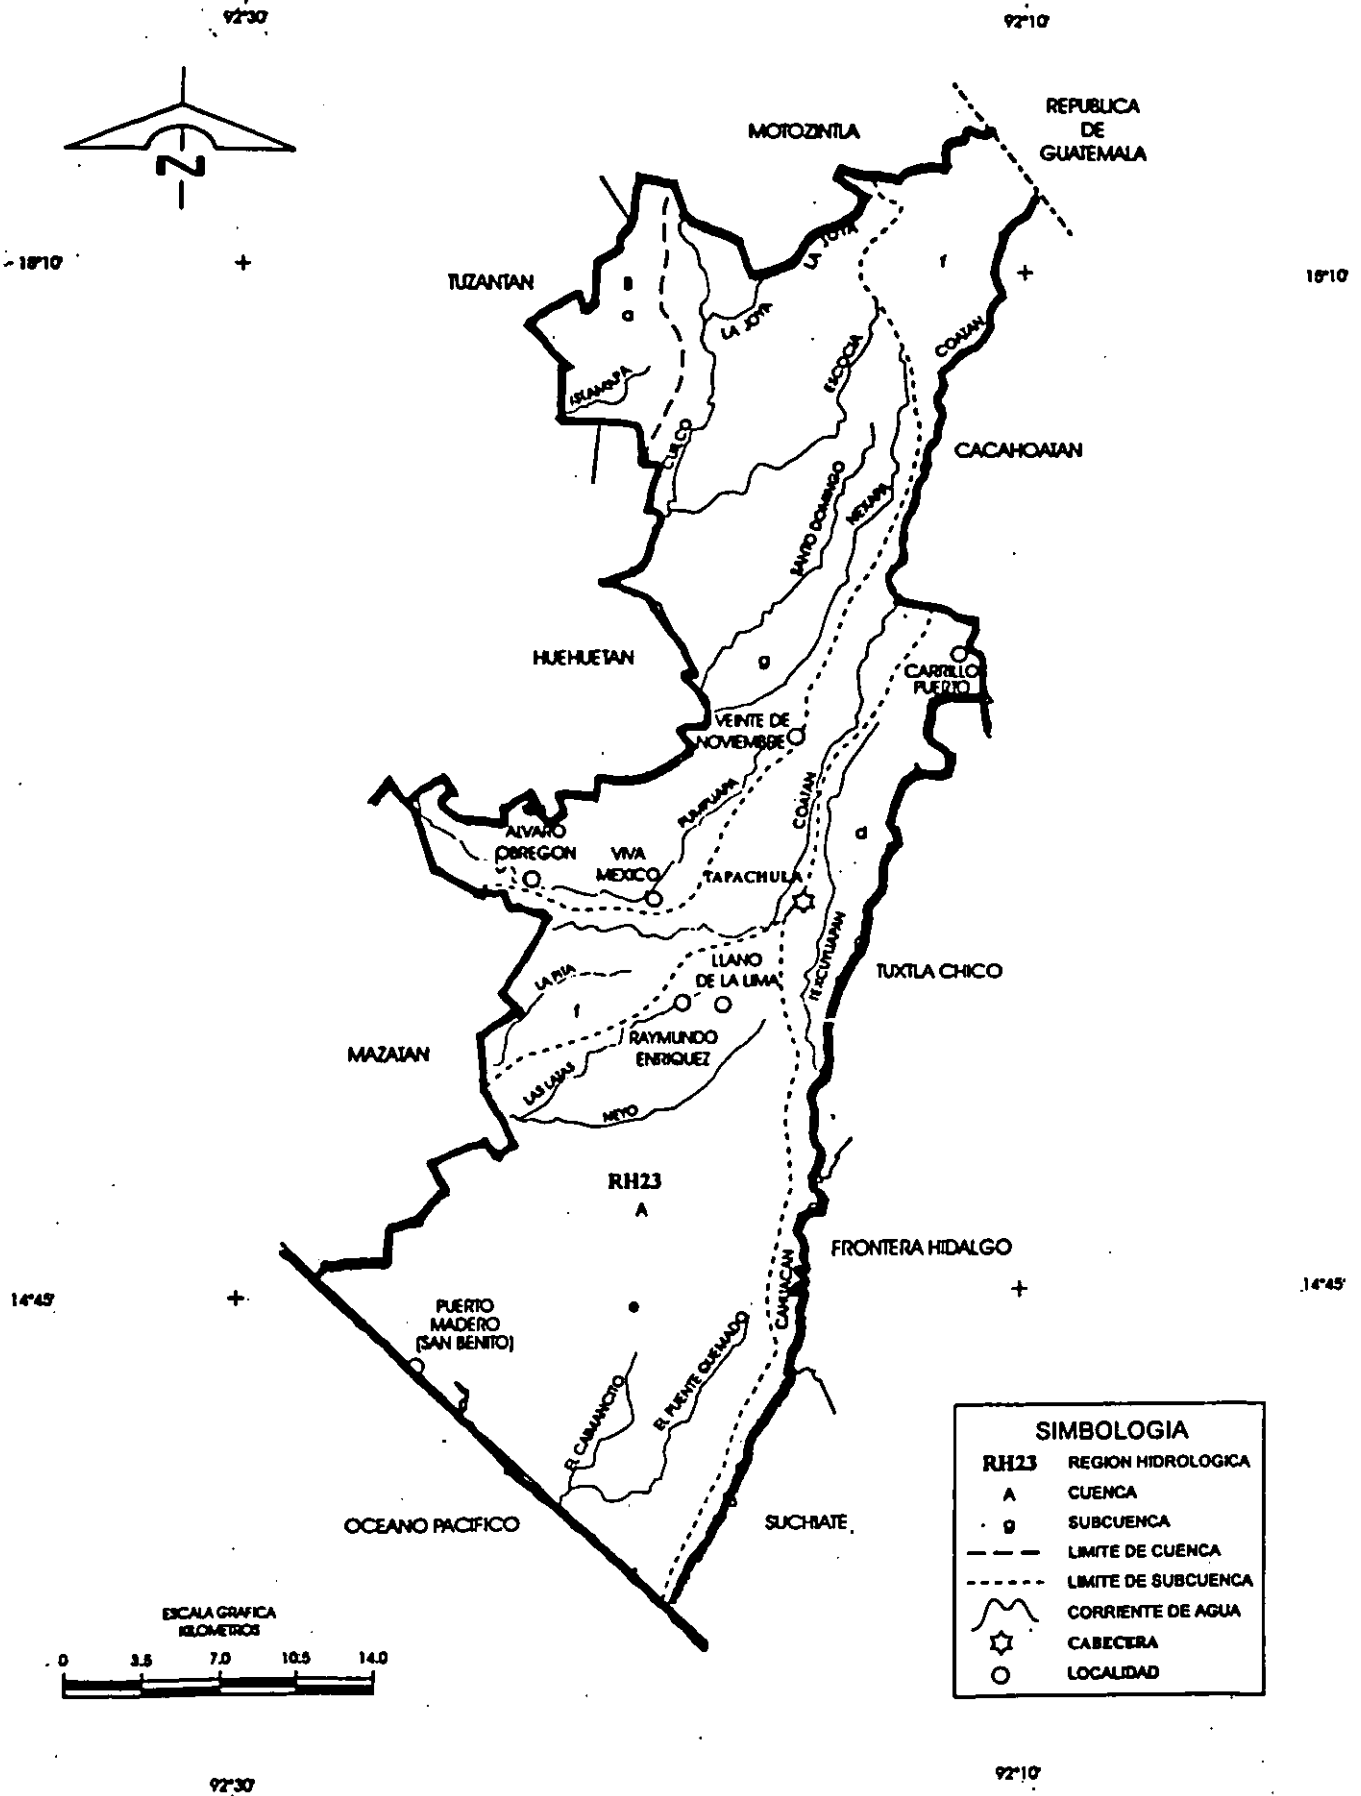 92°30'
92°10'
N
REPUBLICA
DE
GUATEMALA
MOTOZINTLA
15°10'
15°10'
TUZANTAN
B
a
LA JOYA
f
LA JOYA
COATAN
ESCOCIA
ISLAMAPA
CUILCO
CACAHOATAN
SANTO DOMINGO
NEXAPA
HUEHUETAN
g
CARRILLO
PUERTO
VEINTE DE
NOVIEMBRE
PUMPUAPA
COATAN
ALVARO
OBREGON
VIVA
MEXICO
d
TAPACHULA
TEXCUYUAPAN
LLANO
DE LA LIMA
TUXTLA CHICO
LA PITA
f
RAYMUNDO
ENRIQUEZ
MAZATAN
LAS LAJAS
NEYO
RH23
A
FRONTERA HIDALGO
CAHUACAN
14°45'
14°45'
PUERTO
MADERO
(SAN BENITO)
e
EL PUENTE QUEMADO
EL CAIMANCITO
OCEANO PACIFICO
SUCHIATE
SIMBOLOGIA
RH23 REGION HIDROLOGICA
A CUENCA
g SUBCUENCA
LIMITE DE CUENCA
LIMITE DE SUBCUENCA
CORRIENTE DE AGUA
CABECERA
LOCALIDAD
ESCALA GRAFICA
KILOMETROS
0 3.5 7.0 10.5 14.0
92°30'
92°10'